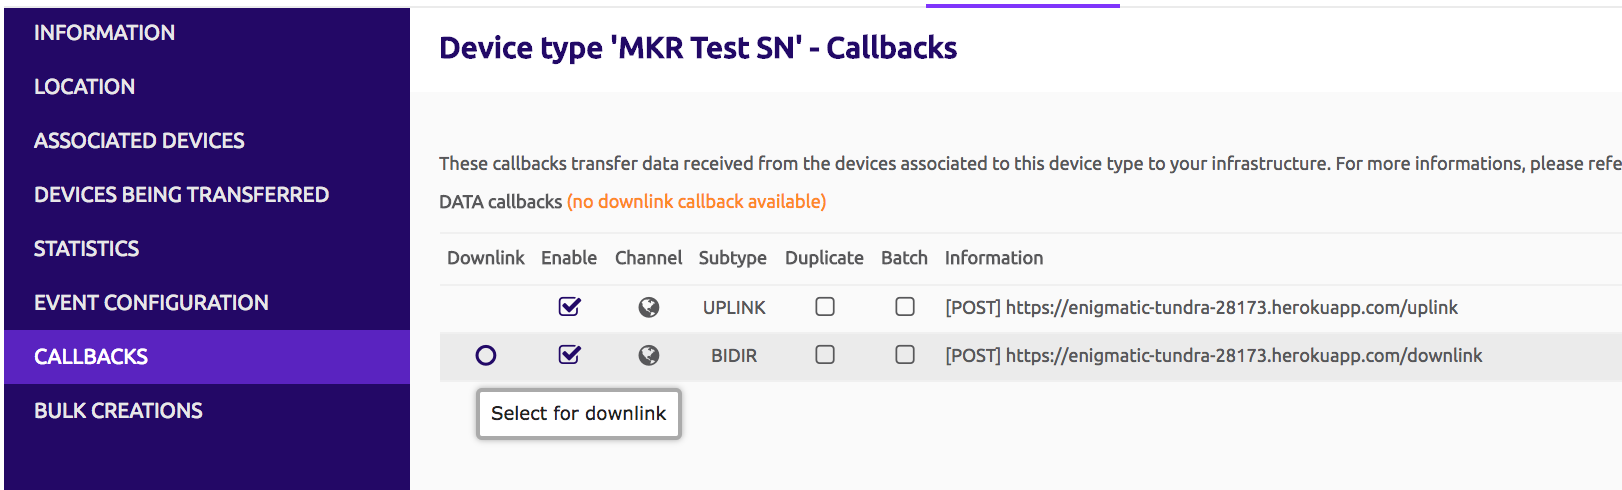 INFORMATION
LOCATION
ASSOCIATED DEVICES
DEVICES BEING TRANSFERRED
STATISTICS
EVENT CONFIGURATION
CALLBACKS
BULK CREATIONS
Device type 'MKR Test SN' - Callbacks
These callbacks transfer data received from the devices associated to this device type to your infrastructure. For more informations, please refe
DATA callbacks (no downlink callback available)
Downlink Enable Channel Subtype Duplicate Batch Information
UPLINK [POST] https://enigmatic-tundra-28173.herokuapp.com/uplink
BIDIR [POST] https://enigmatic-tundra-28173.herokuapp.com/downlink
Select for downlink